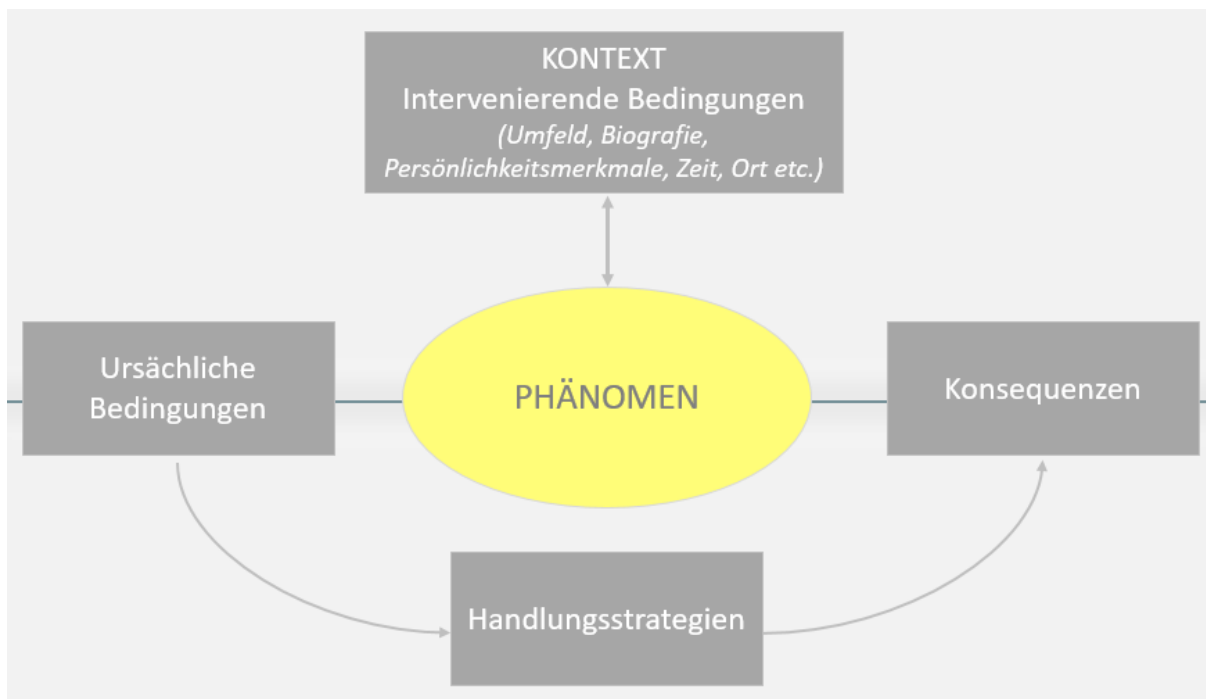 KONTEXT
Intervenierende Bedingungen
(Umfeld, Biografie,
Persönlichkeitsmerkmale, Zeit, Ort etc.)
Ursächliche
Bedingungen
PHÄNOMEN
Konsequenzen
Handlungsstrategien